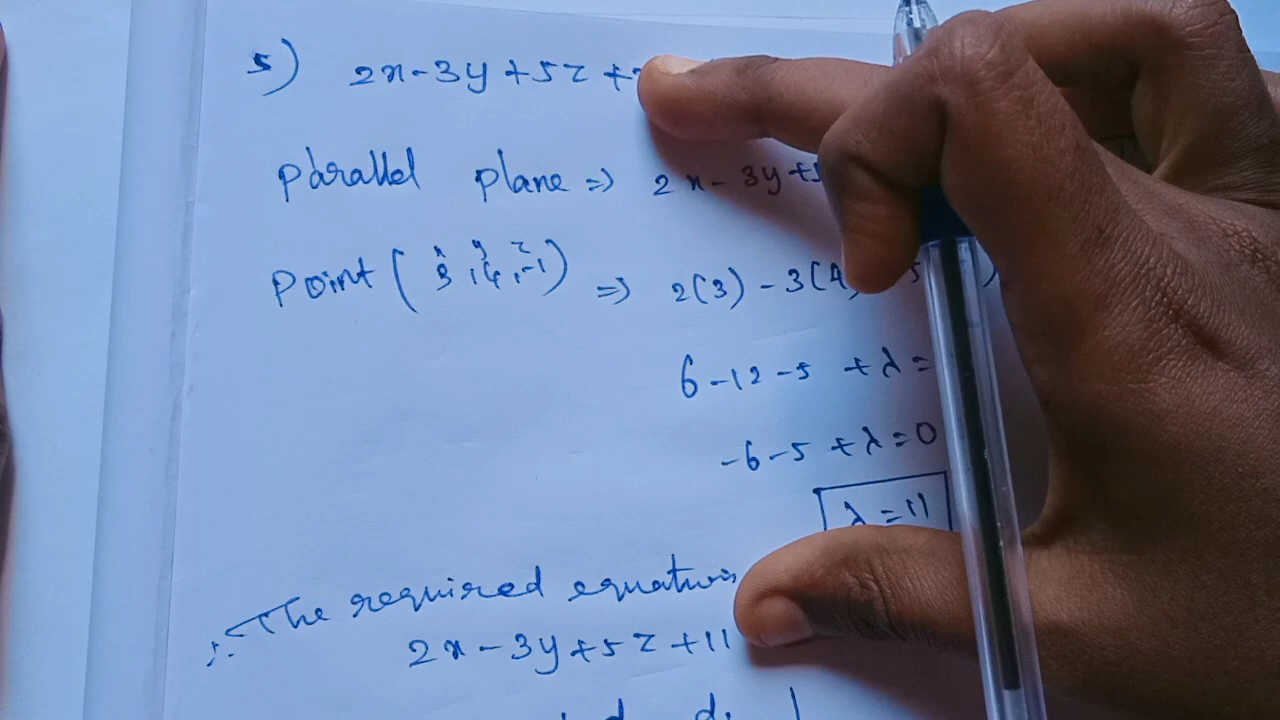 5) 2x-3y+5z+
Parallel plane => 2x-3y+5
x y z
Point (3,4,-1) => 2(3)-3(4) 5 )
6-12-5 +λ=
-6-5+λ=0
λ=11
∴ The required equation
2x-3y+5z+11